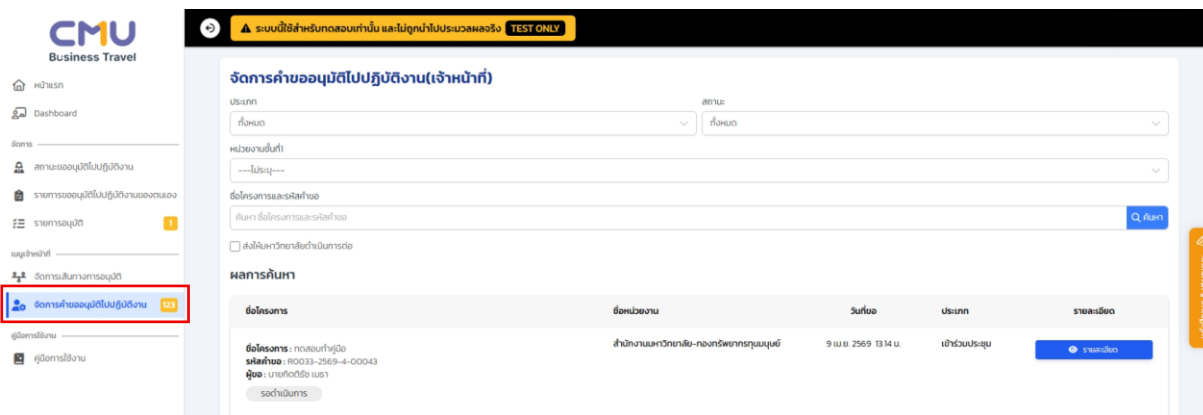 CMU
Business Travel
หน้าแรก
Dashboard
จัดการ
สถานะขออนุมัติไปปฏิบัติงาน
รายการขออนุมัติไปปฏิบัติงานของตนเอง
รายการอนุมัติ 1
เมนูเจ้าหน้าที่
จัดการเส้นทางการอนุมัติ
จัดการคำขออนุมัติไปปฏิบัติงาน 123
คู่มือการใช้งาน
คู่มือการใช้งาน
ระบบนี้ใช้สำหรับทดสอบเท่านั้น และไม่ถูกนำไปประมวลผลจริง TEST ONLY
จัดการคำขออนุมัติไปปฏิบัติงาน(เจ้าหน้าที่)
ประเภท สถานะ
ทั้งหมด ทั้งหมด
หน่วยงานชั้นที่1
---ไม่ระบุ---
ชื่อโครงการและรหัสคำขอ
ค้นหา ชื่อโครงการและรหัสคำขอ ค้นหา
ส่งให้มหาวิทยาลัยดำเนินการต่อ
ผลการค้นหา
ชื่อโครงการ ชื่อหน่วยงาน วันที่ขอ ประเภท รายละเอียด
ชื่อโครงการ : ทดสอบทำคู่มือ สำนักงานมหาวิทยาลัย-กองทรัพยากรทุนมนุษย์ 9 เม.ย. 2569 13:14 น. เข้าร่วมประชุม รายละเอียด
รหัสคำขอ : R0033-2569-4-00043
ผู้ขอ : นายกิตติธัช เมธา
รอดำเนินการ